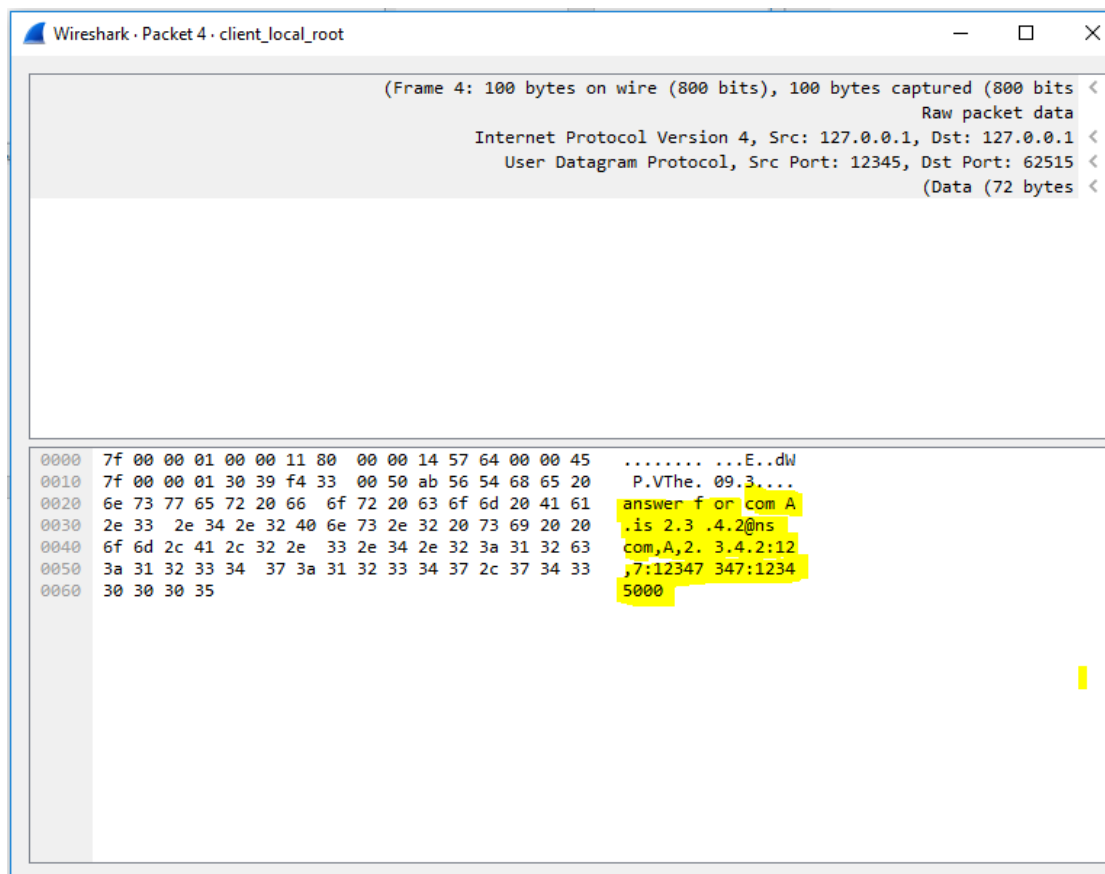 Wireshark · Packet 4 · client_local_root
(Frame 4: 100 bytes on wire (800 bits), 100 bytes captured (800 bits
Raw packet data
Internet Protocol Version 4, Src: 127.0.0.1, Dst: 127.0.0.1
User Datagram Protocol, Src Port: 12345, Dst Port: 62515
(Data (72 bytes
0000 7f 00 00 01 00 00 11 80 00 00 14 57 64 00 00 45 ........ ...E..dW
0010 7f 00 00 01 30 39 f4 33 00 50 ab 56 54 68 65 20 P.VThe. 09.3....
0020 6e 73 77 65 72 20 66 6f 72 20 63 6f 6d 20 41 61 answer f or com A
0030 2e 33 2e 34 2e 32 40 6e 73 2e 32 20 73 69 20 20 .is 2.3 .4.2@ns
0040 6f 6d 2c 41 2c 32 2e 33 2e 34 2e 32 3a 31 32 63 com,A,2. 3.4.2:12
0050 3a 31 32 33 34 37 3a 31 32 33 34 37 2c 37 34 33 ,7:12347 347:1234
0060 30 30 30 35 5000